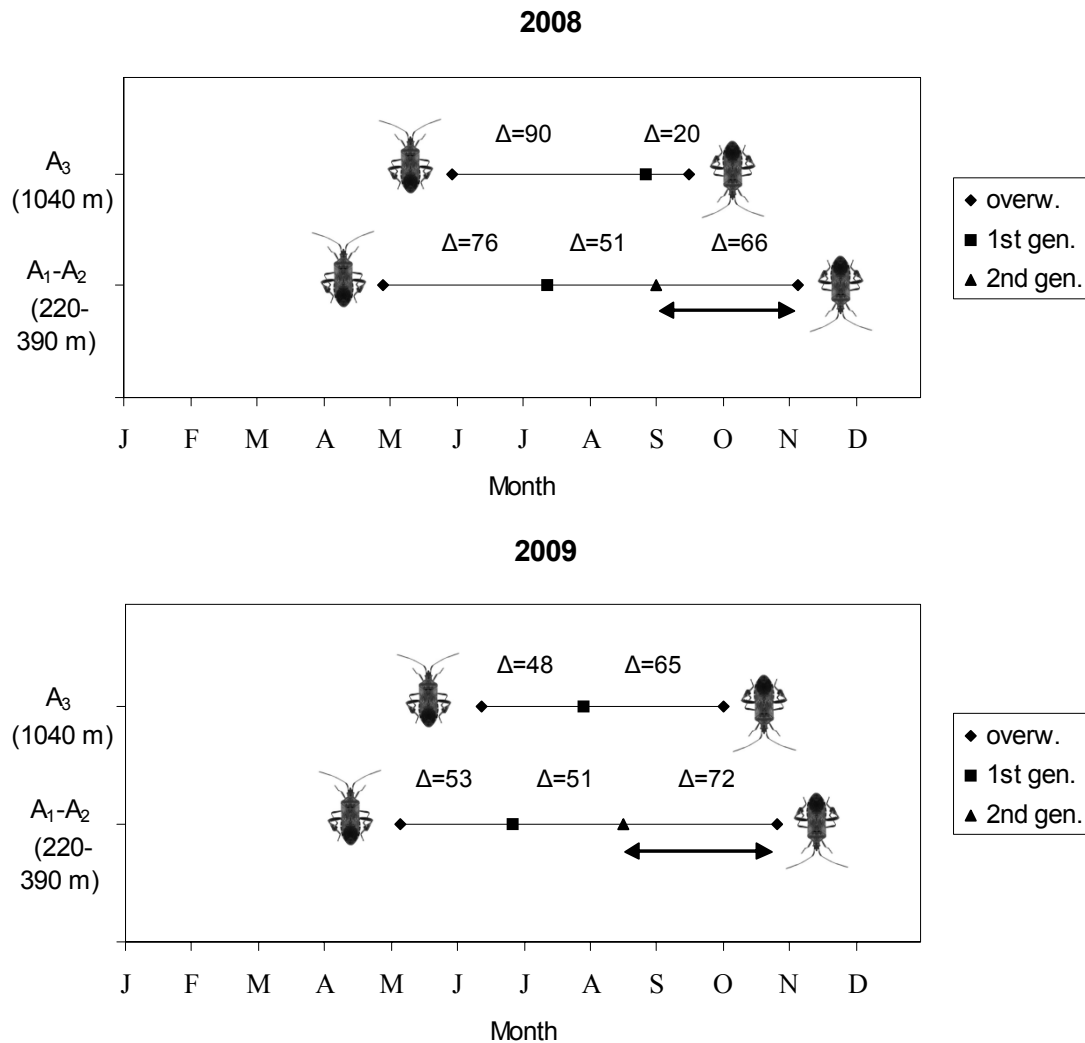 2008
Δ=90 Δ=20
A₃
(1040 m)
Δ=76 Δ=51 Δ=66
A₁-A₂
(220-
390 m)
overw.
1st gen.
2nd gen.
J F M A M J J A S O N D
Month
2009
Δ=48 Δ=65
A₃
(1040 m)
Δ=53 Δ=51 Δ=72
A₁-A₂
(220-
390 m)
overw.
1st gen.
2nd gen.
J F M A M J J A S O N D
Month